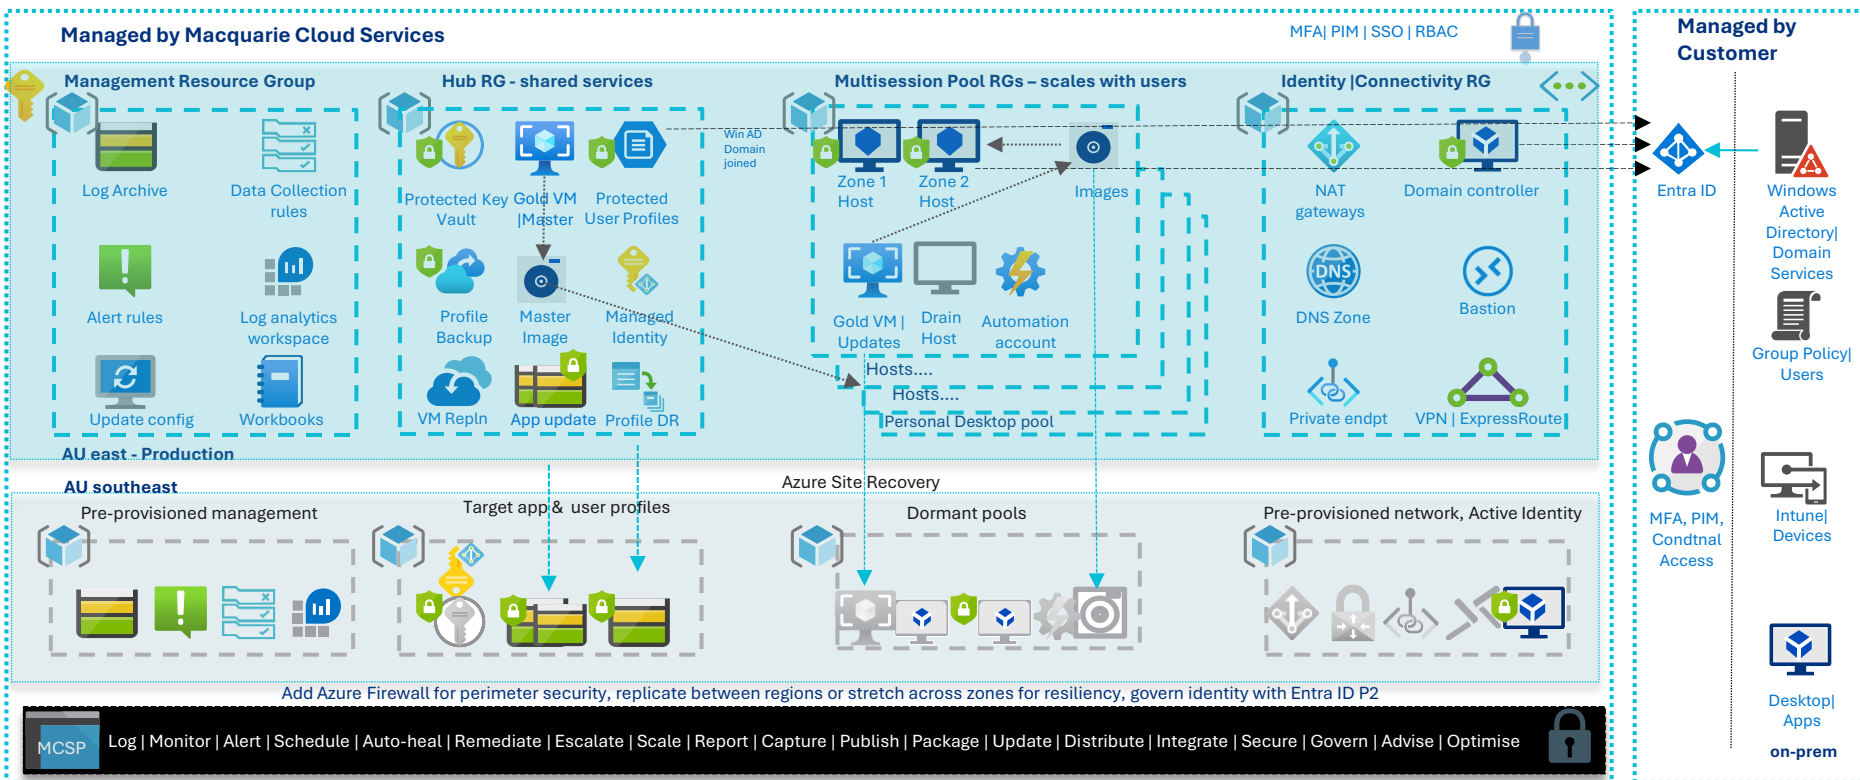 Managed by Macquarie Cloud Services
MFA| PIM | SSO | RBAC
Managed by
Customer
Management Resource Group
Hub RG - shared services
Multisession Pool RGs – scales with users
Identity |Connectivity RG
Log Archive
Data Collection
rules
Alert rules
Log analytics
workspace
Update config
Workbooks
Protected Key
Vault
Gold VM
|Master
Protected
User Profiles
Profile
Backup
Master
Image
Managed
Identity
VM Repln
App update
Profile DR
Win AD
Domain
joined
Zone 1
Host
Zone 2
Host
Images
Gold VM |
Updates
Drain
Host
Automation
account
Hosts....
Hosts....
Personal Desktop pool
NAT
gateways
Domain controller
DNS
DNS Zone
Bastion
Private endpt
VPN | ExpressRoute
Entra ID
Windows
Active
Directory|
Domain
Services
Group Policy|
Users
MFA, PIM,
Condtnal
Access
Intune|
Devices
Desktop|
Apps
on-prem
AU east - Production
AU southeast
Azure Site Recovery
Pre-provisioned management
Target app & user profiles
Dormant pools
Pre-provisioned network, Active Identity
Add Azure Firewall for perimeter security, replicate between regions or stretch across zones for resiliency, govern identity with Entra ID P2
MCSP
Log | Monitor | Alert | Schedule | Auto-heal | Remediate | Escalate | Scale | Report | Capture | Publish | Package | Update | Distribute | Integrate | Secure | Govern | Advise | Optimise